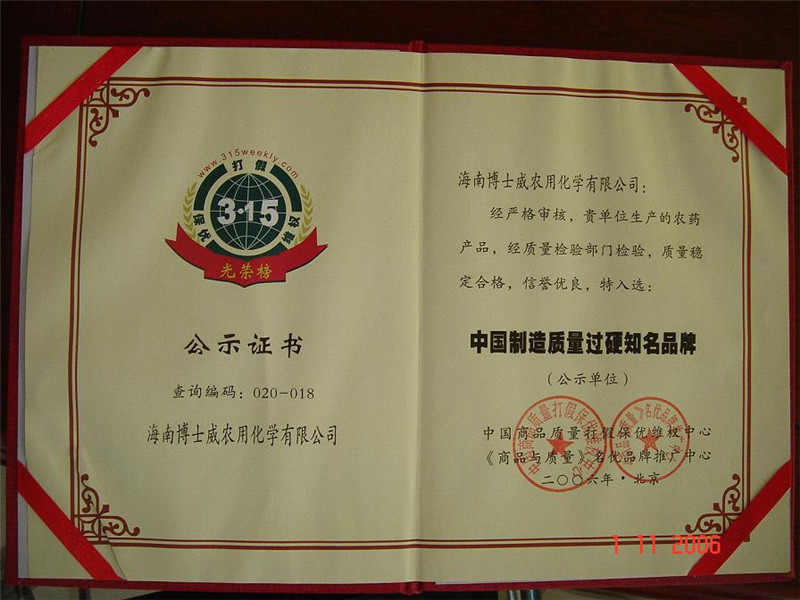 www.315weekly.com
打假
保优
维权
3·15
光荣榜
公示证书
查询编码：020-018
海南博士威农用化学有限公司
海南博士威农用化学有限公司：
经严格审核，贵单位生产的农药
产品，经质量检验部门检验，质量稳
定合格，信誉优良，特入选：
中国制造质量过硬知名品牌
（公示单位）
中国商品质量打假保优维权中心
《商品与质量》名优品牌推广中心
二〇〇六年·北京
1 11 2006